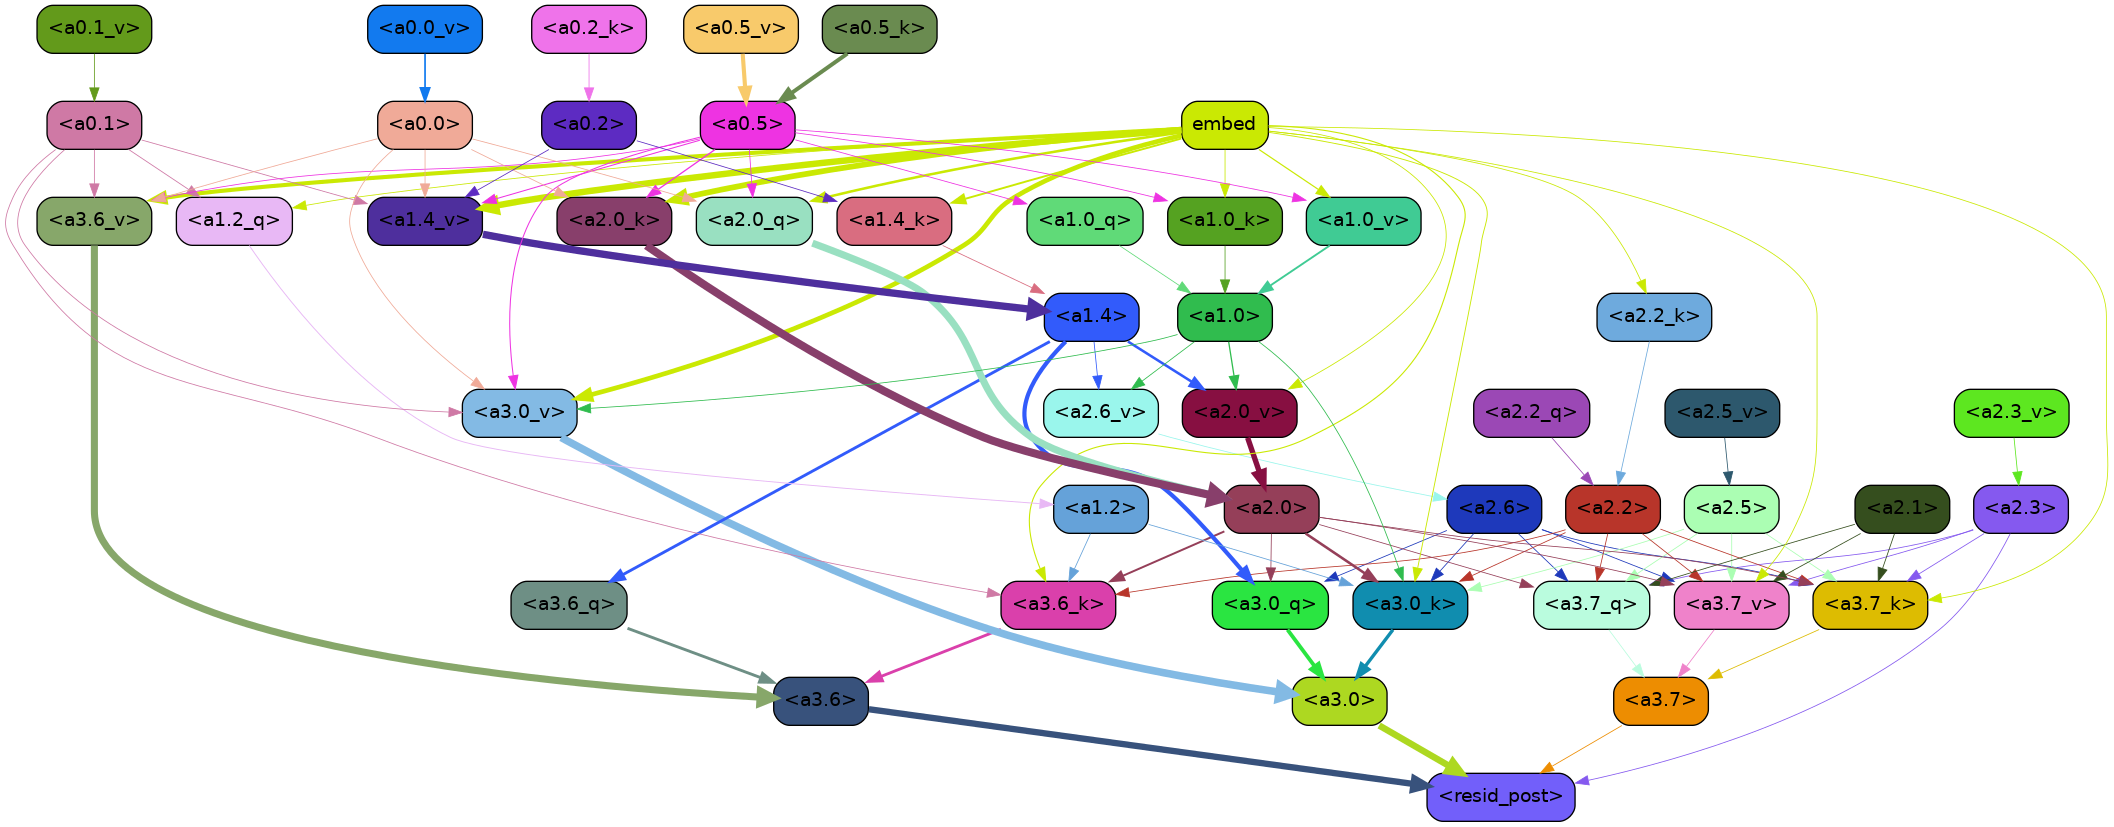 <a0.1_v> <a0.0_v> <a0.2_k> <a0.5_v> <a0.5_k>
<a0.1> <a0.0> <a0.2> <a0.5> embed
<a3.6_v> <a1.2_q> <a1.4_v> <a2.0_k> <a2.0_q> <a1.4_k> <a1.0_q> <a1.0_k> <a1.0_v>
<a1.4> <a1.0> <a2.2_k>
<a3.0_v> <a2.6_v> <a2.0_v> <a2.2_q> <a2.5_v> <a2.3_v>
<a1.2> <a2.0> <a2.6> <a2.2> <a2.5> <a2.1> <a2.3>
<a3.6_q> <a3.6_k> <a3.0_q> <a3.0_k> <a3.7_q> <a3.7_v> <a3.7_k>
<a3.6> <a3.0> <a3.7>
<resid_post>